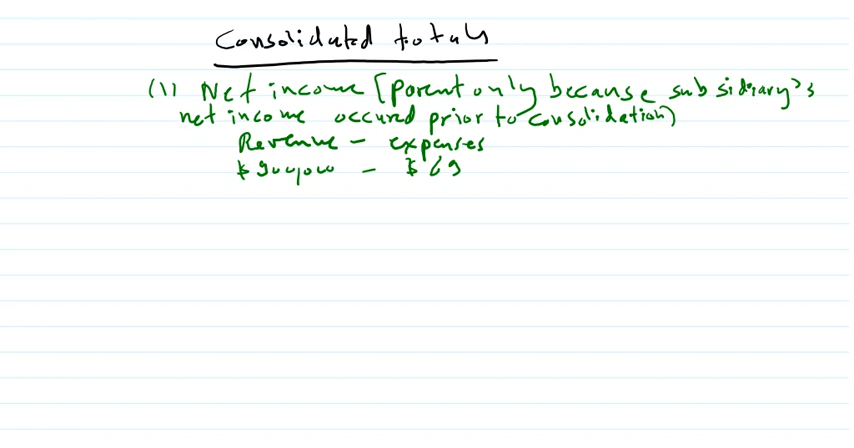 Consolidated totals
(1) Net income [parent only because subsidiary's
net income occured prior to consolidation)
Revenue - expenses
$900,000 - $69